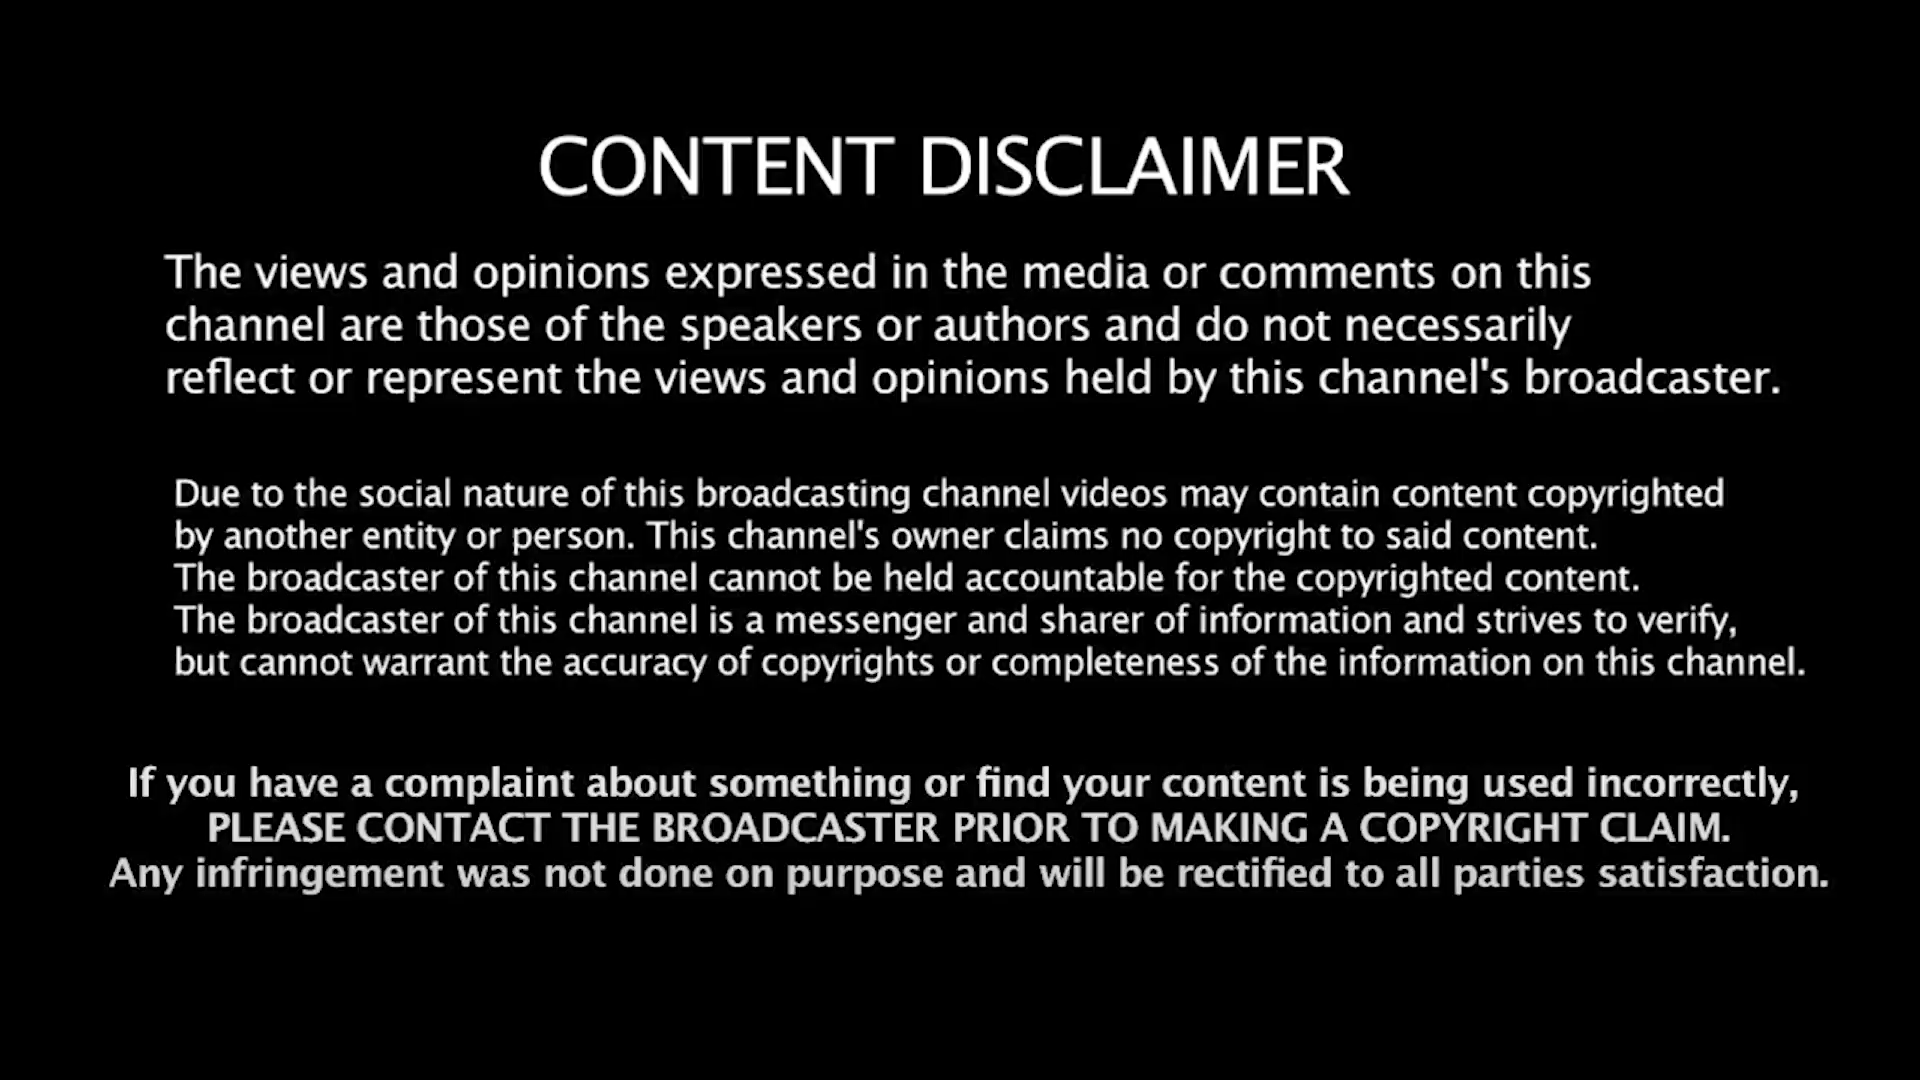 CONTENT DISCLAIMER
The views and opinions expressed in the media or comments on this
channel are those of the speakers or authors and do not necessarily
reflect or represent the views and opinions held by this channel's broadcaster.
Due to the social nature of this broadcasting channel videos may contain content copyrighted
by another entity or person. This channel's owner claims no copyright to said content.
The broadcaster of this channel cannot be held accountable for the copyrighted content.
The broadcaster of this channel is a messenger and sharer of information and strives to verify,
but cannot warrant the accuracy of copyrights or completeness of the information on this channel.
If you have a complaint about something or find your content is being used incorrectly,
PLEASE CONTACT THE BROADCASTER PRIOR TO MAKING A COPYRIGHT CLAIM.
Any infringement was not done on purpose and will be rectified to all parties satisfaction.